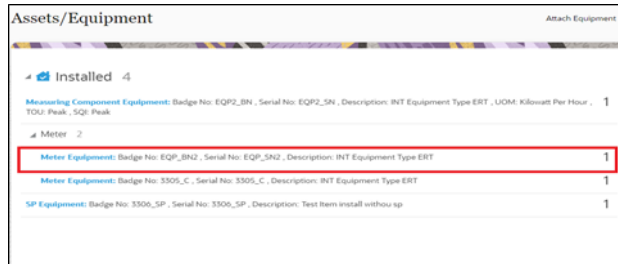 Assets/Equipment
Attach Equipment
Installed 4
Measuring Component Equipment: Badge No: EQP2_BN , Serial No: EQP2_SN , Description: INT Equipment Type ERT , UOM: Kilowatt Per Hour , 1
TOU: Peak , SQI: Peak
Meter 2
Meter Equipment: Badge No: EQP_BN2 , Serial No: EQP_SN2 , Description: INT Equipment Type ERT 1
Meter Equipment: Badge No: 3305_C , Serial No: 3305_C , Description: INT Equipment Type ERT 1
SP Equipment: Badge No: 3306_SP , Serial No: 3306_SP , Description: Test Item install withou sp 1